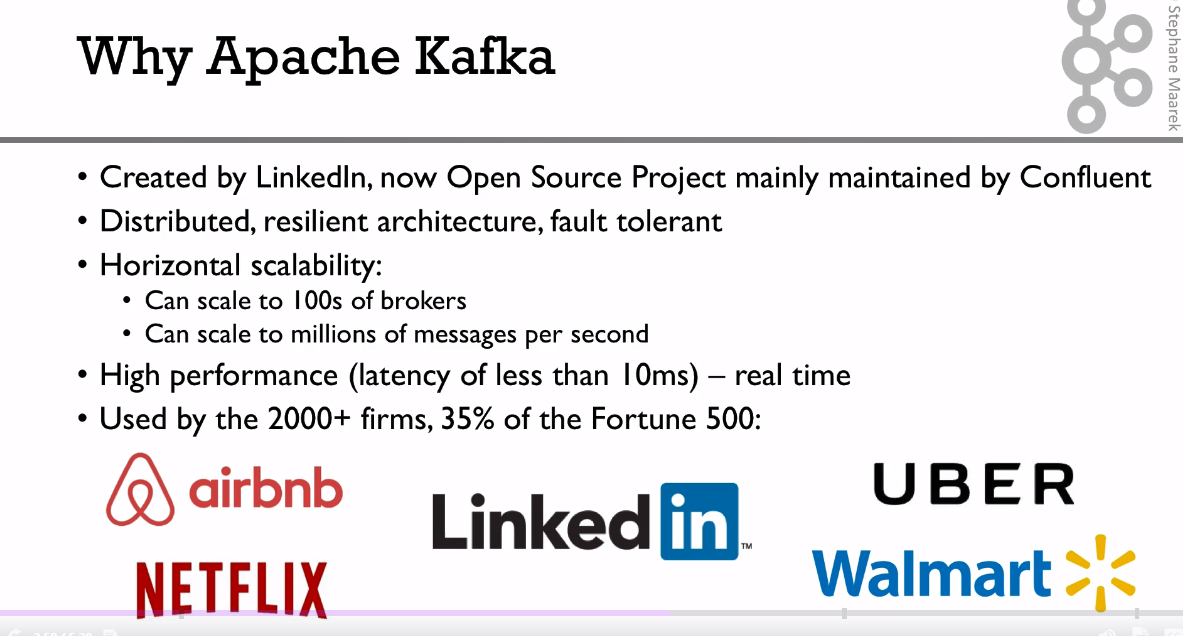 Why Apache Kafka
Stephane Maarek
• Created by LinkedIn, now Open Source Project mainly maintained by Confluent
• Distributed, resilient architecture, fault tolerant
• Horizontal scalability:
• Can scale to 100s of brokers
• Can scale to millions of messages per second
• High performance (latency of less than 10ms) – real time
• Used by the 2000+ firms, 35% of the Fortune 500:
airbnb
LinkedIn™
UBER
NETFLIX
Walmart